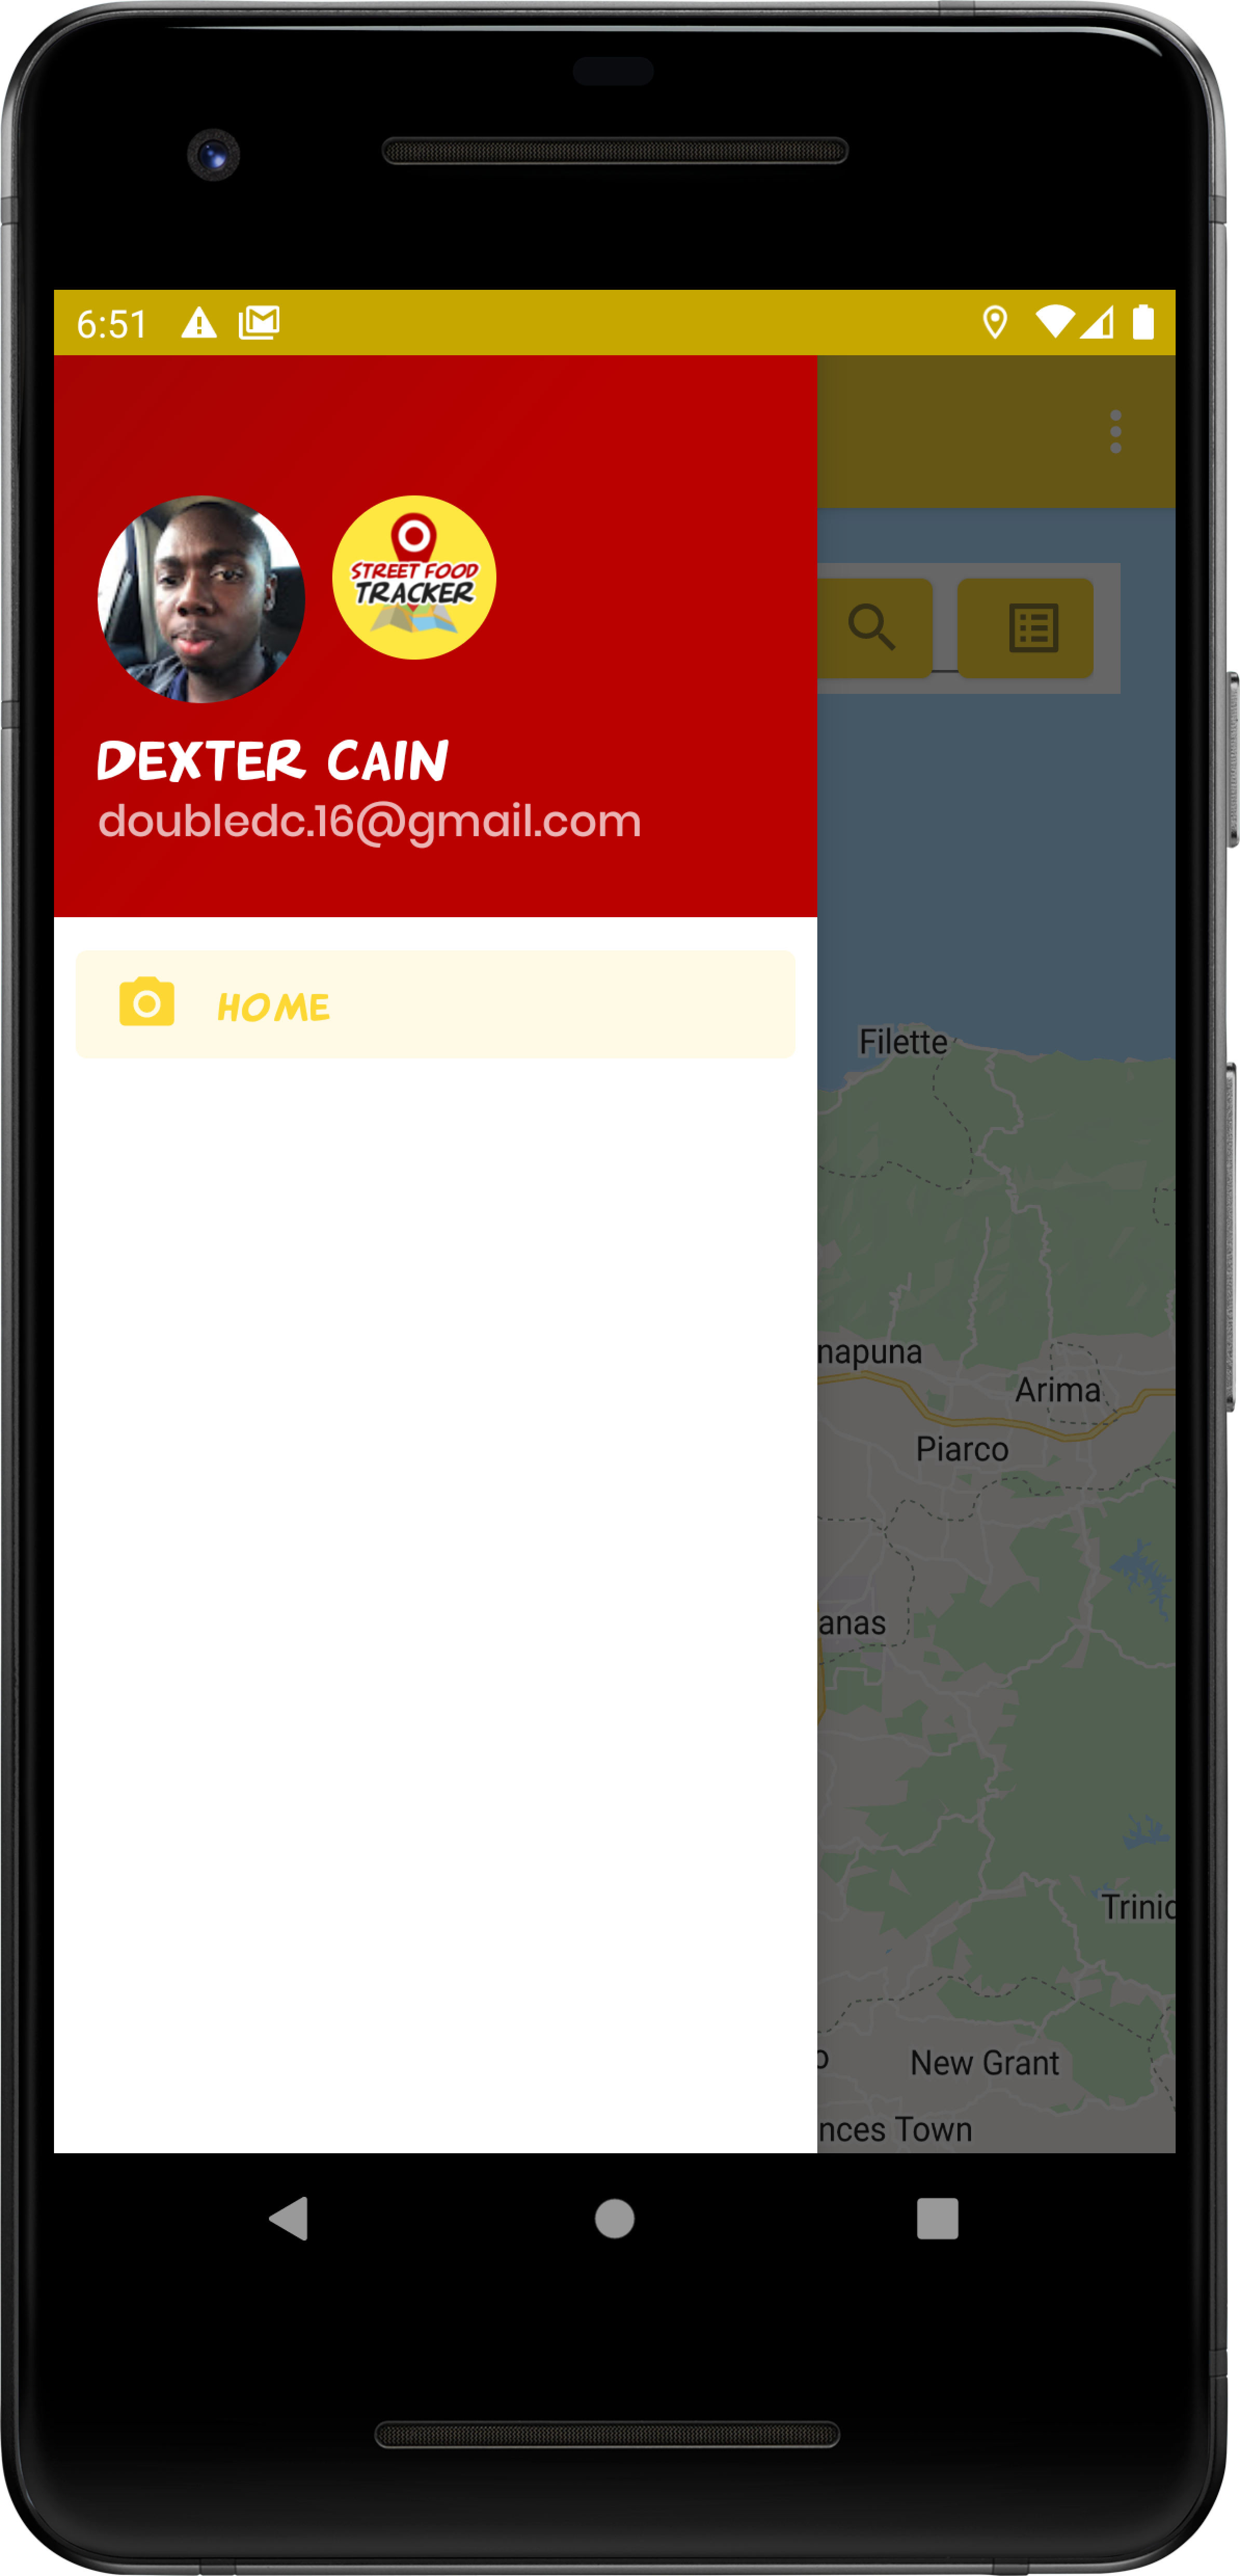 6:51
STREET FOOD
TRACKER
DEXTER CAIN
doubledc.16@gmail.com
HOME
Filette
napuna
Arima
Piarco
anas
Trinic
o
New Grant
nces Town